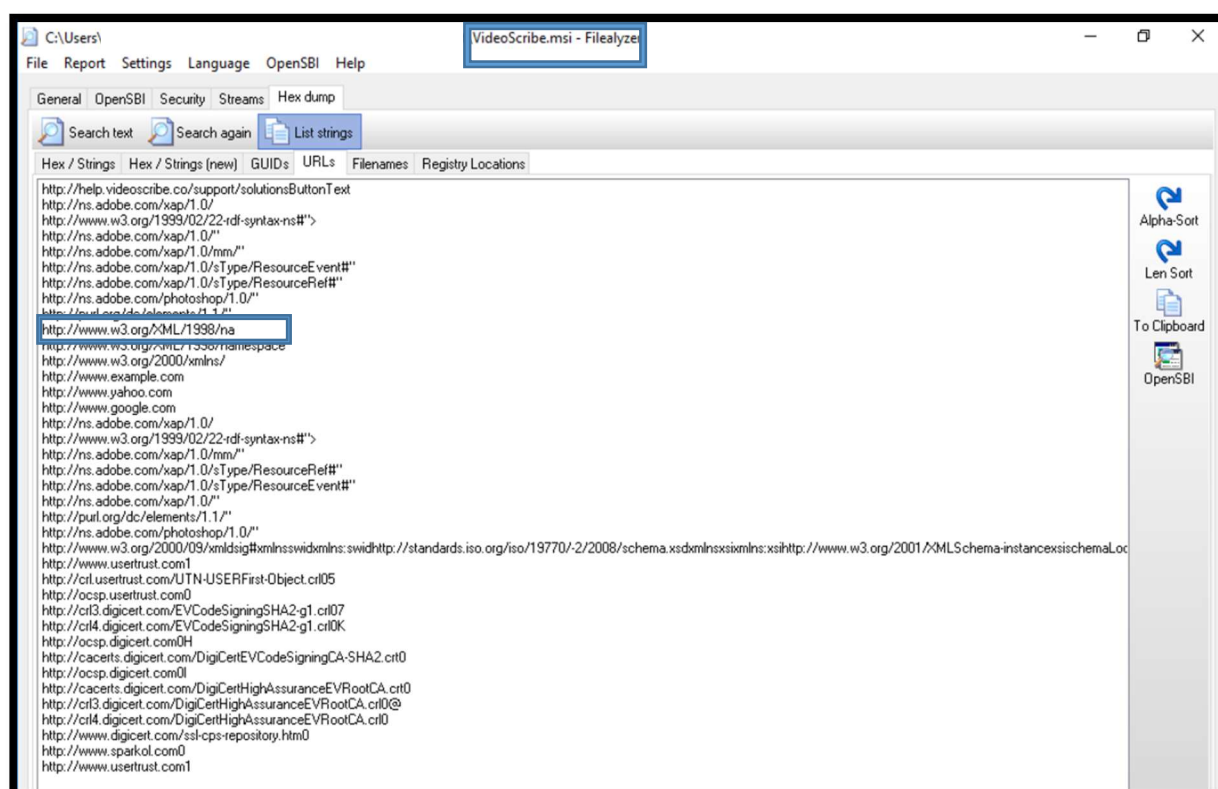 C:\Users\ VideoScribe.msi - Filealyze
File Report Settings Language OpenSBI Help
General OpenSBI Security Streams Hex dump
Search text Search again List strings
Hex / Strings Hex / Strings (new) GUIDs URLs Filenames Registry Locations
http://help.videoscribe.co/support/solutionsButtonText
http://ns.adobe.com/xap/1.0/
http://www.w3.org/1999/02/22-rdf-syntax-ns#">
http://ns.adobe.com/xap/1.0/"
http://ns.adobe.com/xap/1.0/mm/"
http://ns.adobe.com/xap/1.0/sType/ResourceEvent#"
http://ns.adobe.com/xap/1.0/sType/ResourceRef#"
http://ns.adobe.com/photoshop/1.0/"
http://purl.org/dc/elements/1.1/"
http://www.w3.org/XML/1998/na
http://www.w3.org/XML/1998/namespace
http://www.w3.org/2000/xmlns/
http://www.example.com
http://www.yahoo.com
http://www.google.com
http://ns.adobe.com/xap/1.0/
http://www.w3.org/1999/02/22-rdf-syntax-ns#">
http://ns.adobe.com/xap/1.0/mm/"
http://ns.adobe.com/xap/1.0/sType/ResourceRef#"
http://ns.adobe.com/xap/1.0/sType/ResourceEvent#"
http://ns.adobe.com/xap/1.0/"
http://purl.org/dc/elements/1.1/"
http://ns.adobe.com/photoshop/1.0/"
http://www.w3.org/2000/09/xmldsig#xmlnsswidxmlns:swidhttp://standards.iso.org/iso/19770/-2/2008/schema.xsdxmlnsxsixmlns:xsihttp://www.w3.org/2001/XMLSchema-instancexsischemaLoc
http://www.usertrust.com1
http://crl.usertrust.com/UTN-USERFirst-Object.crl05
http://ocsp.usertrust.com0
http://crl3.digicert.com/EVCodeSigningSHA2-g1.crl07
http://crl4.digicert.com/EVCodeSigningSHA2-g1.crl0K
http://ocsp.digicert.com0H
http://cacerts.digicert.com/DigiCertEVCodeSigningCA-SHA2.crt0
http://ocsp.digicert.com0I
http://cacerts.digicert.com/DigiCertHighAssuranceEVRootCA.crt0
http://crl3.digicert.com/DigiCertHighAssuranceEVRootCA.crl0@
http://crl4.digicert.com/DigiCertHighAssuranceEVRootCA.crl0
http://www.digicert.com/ssl-cps-repository.htm0
http://www.sparkol.com0
http://www.usertrust.com1
Alpha-Sort
Len Sort
To Clipboard
OpenSBI